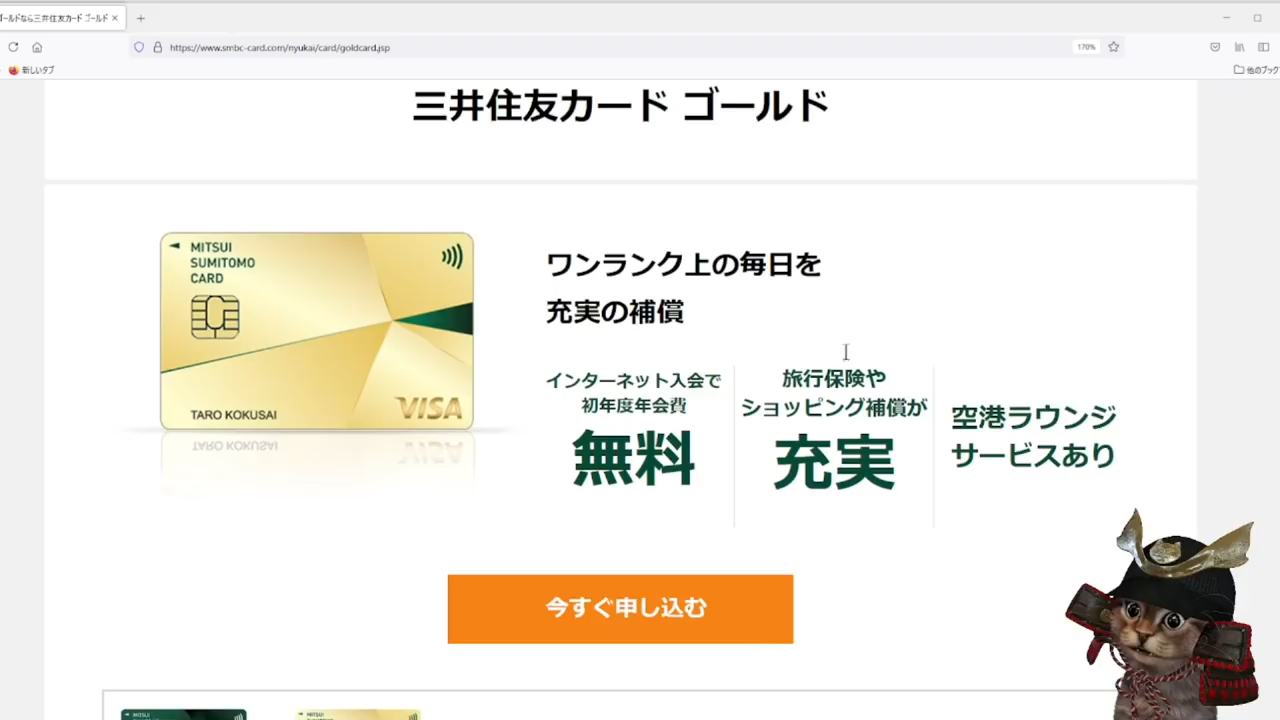 ールドなら三井住友カード ゴールド
https://www.smbc-card.com/nyukai/card/goldcard.jsp
170%
新しいタブ
他のブック
三井住友カード ゴールド
MITSUI
SUMITOMO
CARD
TARO KOKUSAI
VISA
ワンランク上の毎日を
充実の補償
インターネット入会で
初年度年会費
無料
旅行保険や
ショッピング補償が
充実
空港ラウンジ
サービスあり
今すぐ申し込む
MITSUI
MITSUI